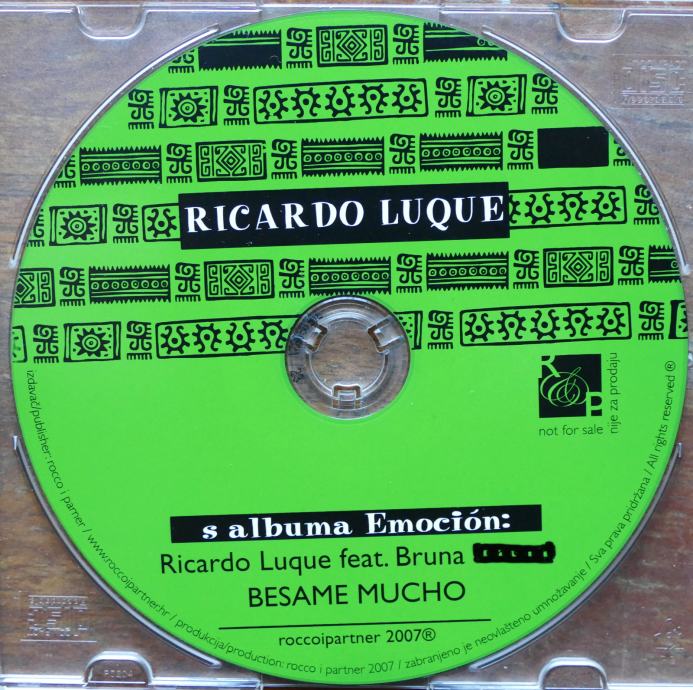 RICARDO LUQUE
R&P
not for sale
nije za prodaju
s albuma Emoción:
Ricardo Luque feat. Bruna
BESAME MUCHO
roccoipartner 2007®
izdavač/publisher: rocco i parner / www.roccoipartner.hr / produkcija/production: rocco i partner 2007 / zabranjeno je neovlašteno umnožavanje / Sva prava pridržana / All rights reserved ®